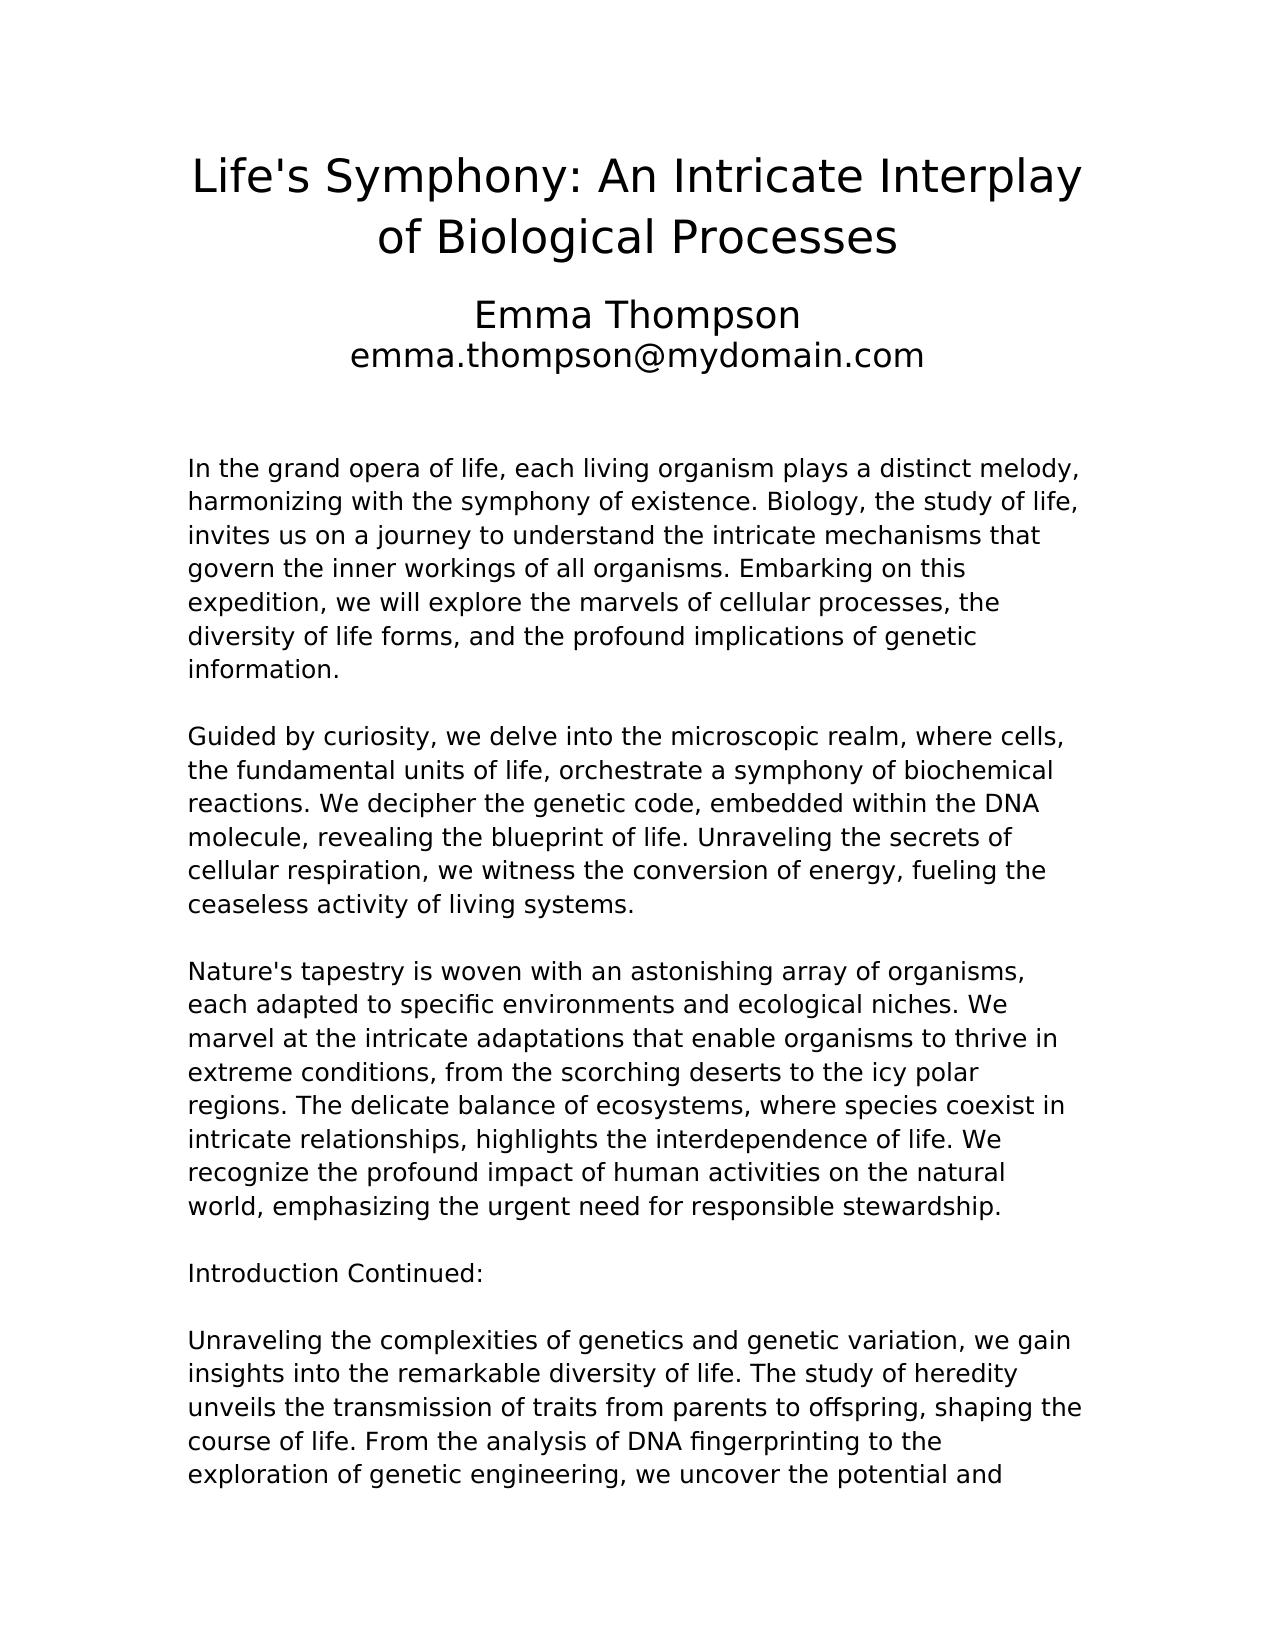 Life's Symphony: An Intricate Interplay
of Biological Processes
Emma Thompson
emma.thompson@mydomain.com
In the grand opera of life, each living organism plays a distinct melody,
harmonizing with the symphony of existence. Biology, the study of life,
invites us on a journey to understand the intricate mechanisms that
govern the inner workings of all organisms. Embarking on this
expedition, we will explore the marvels of cellular processes, the
diversity of life forms, and the profound implications of genetic
information.
Guided by curiosity, we delve into the microscopic realm, where cells,
the fundamental units of life, orchestrate a symphony of biochemical
reactions. We decipher the genetic code, embedded within the DNA
molecule, revealing the blueprint of life. Unraveling the secrets of
cellular respiration, we witness the conversion of energy, fueling the
ceaseless activity of living systems.
Nature's tapestry is woven with an astonishing array of organisms,
each adapted to specific environments and ecological niches. We
marvel at the intricate adaptations that enable organisms to thrive in
extreme conditions, from the scorching deserts to the icy polar
regions. The delicate balance of ecosystems, where species coexist in
intricate relationships, highlights the interdependence of life. We
recognize the profound impact of human activities on the natural
world, emphasizing the urgent need for responsible stewardship.
Introduction Continued:
Unraveling the complexities of genetics and genetic variation, we gain
insights into the remarkable diversity of life. The study of heredity
unveils the transmission of traits from parents to offspring, shaping the
course of life. From the analysis of DNA fingerprinting to the
exploration of genetic engineering, we uncover the potential and